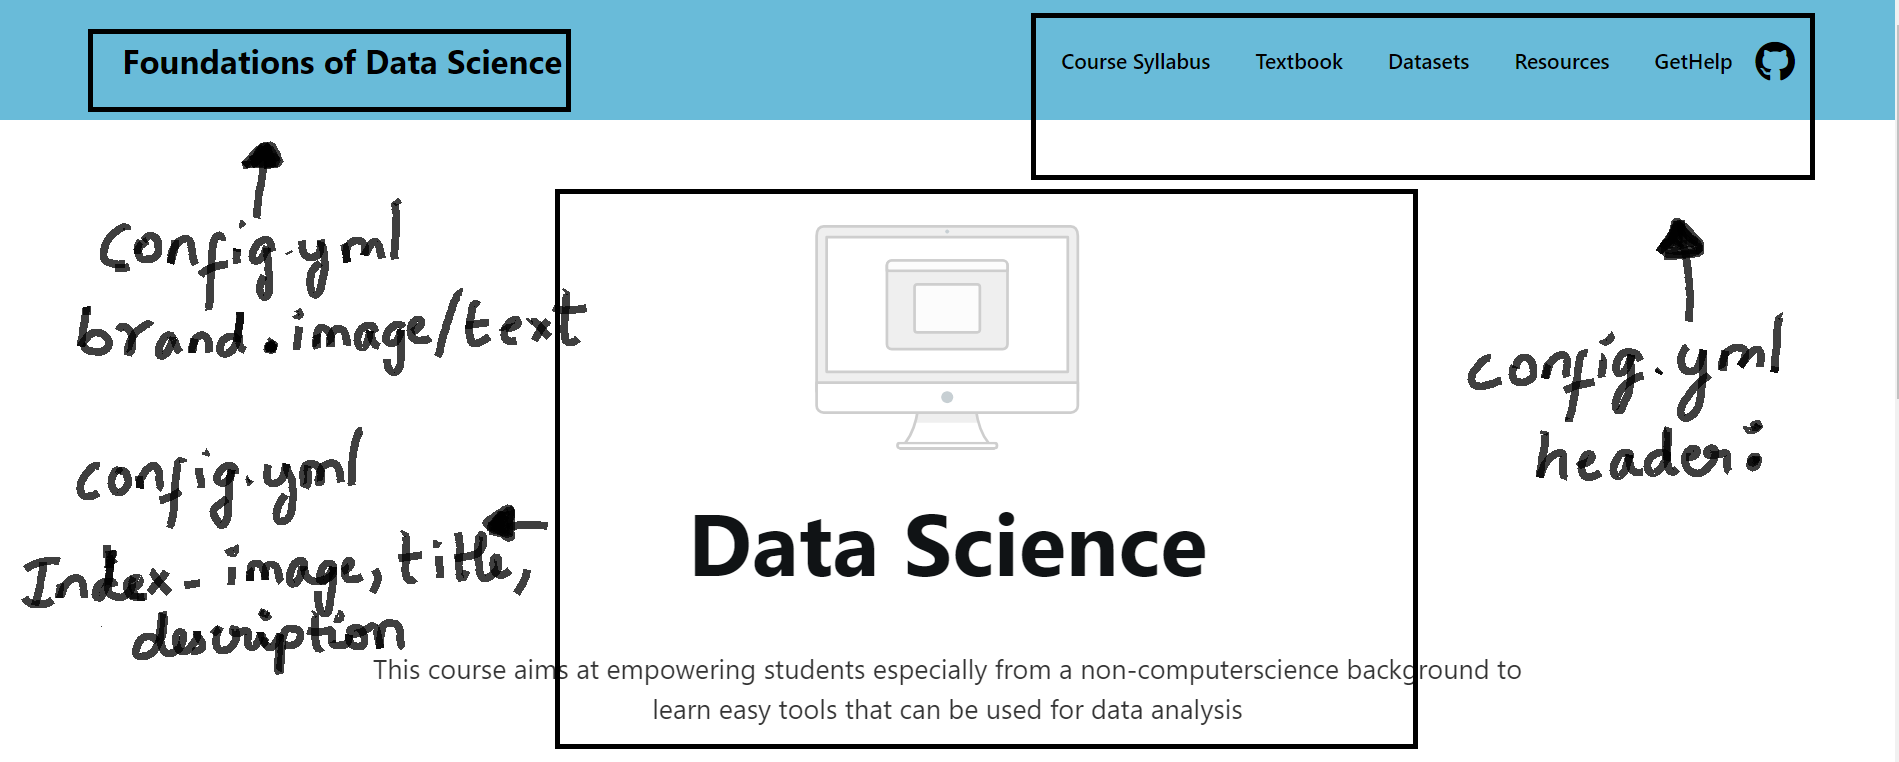 Foundations of Data Science
Course Syllabus Textbook Datasets Resources GetHelp
config.yml
brand.image/text
config.yml
header:
config.yml
Index- image, title,
description
Data Science
This course aims at empowering students especially from a non-computerscience background to
learn easy tools that can be used for data analysis